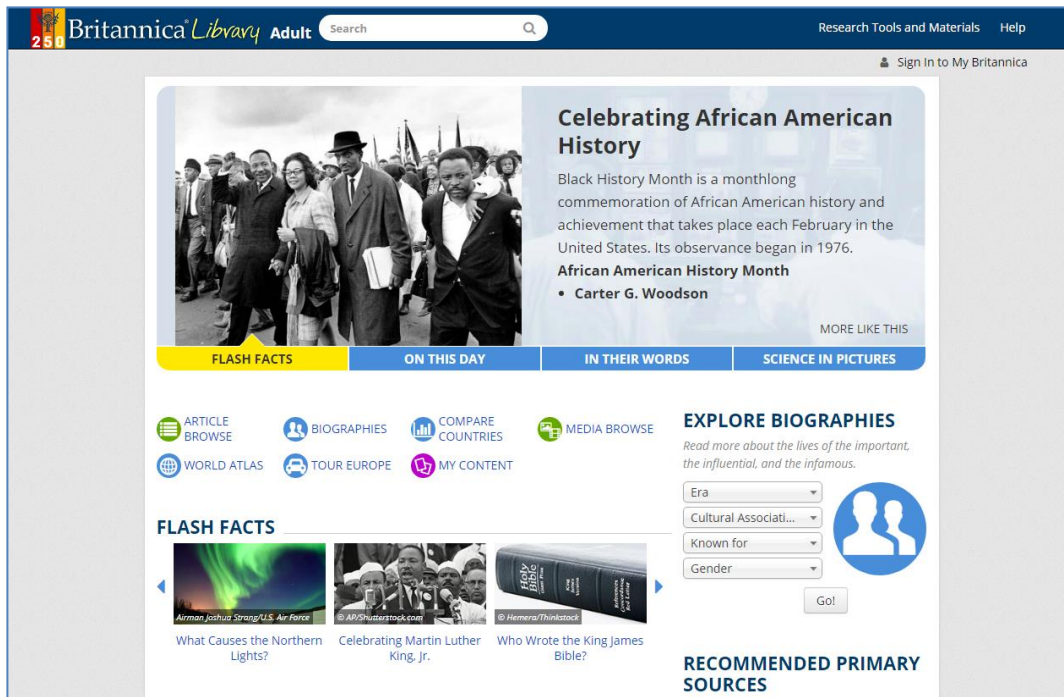 250
Britannica® Library Adult
Search
Research Tools and Materials
Help
Sign In to My Britannica
Celebrating African American
History
Black History Month is a monthlong
commemoration of African American history and
achievement that takes place each February in the
United States. Its observance began in 1976.
African American History Month
• Carter G. Woodson
MORE LIKE THIS
FLASH FACTS
ON THIS DAY
IN THEIR WORDS
SCIENCE IN PICTURES
ARTICLE
BROWSE
BIOGRAPHIES
COMPARE
COUNTRIES
MEDIA BROWSE
WORLD ATLAS
TOUR EUROPE
MY CONTENT
FLASH FACTS
Airman Joshua Strang/U.S. Air Force
What Causes the Northern
Lights?
© AP/Shutterstock.com
Celebrating Martin Luther
King, Jr.
Holy
Bible
King
James
Version
© Hemera/Thinkstock
Who Wrote the King James
Bible?
EXPLORE BIOGRAPHIES
Read more about the lives of the important,
the influential, and the infamous.
Era
Cultural Associati...
Known for
Gender
Go!
RECOMMENDED PRIMARY
SOURCES